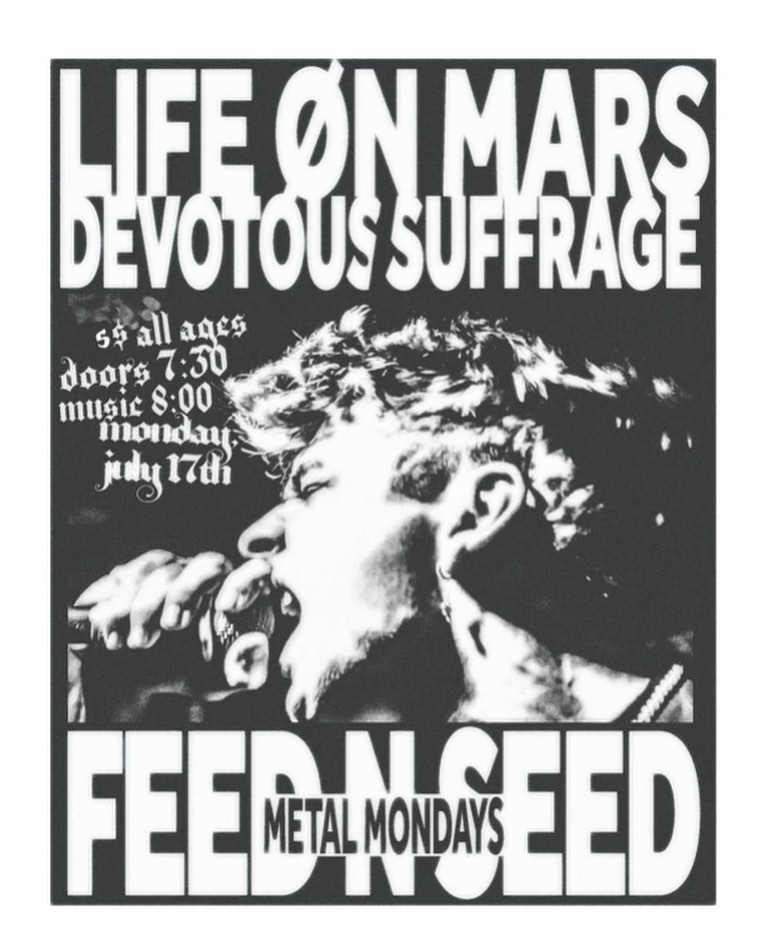 LIFE ØN MARS
DEVOTOUS SUFFRAGE
5$ all ages
doors 7:30
music 8:00
monday,
july 17th
FEED N SEED
METAL MONDAYS